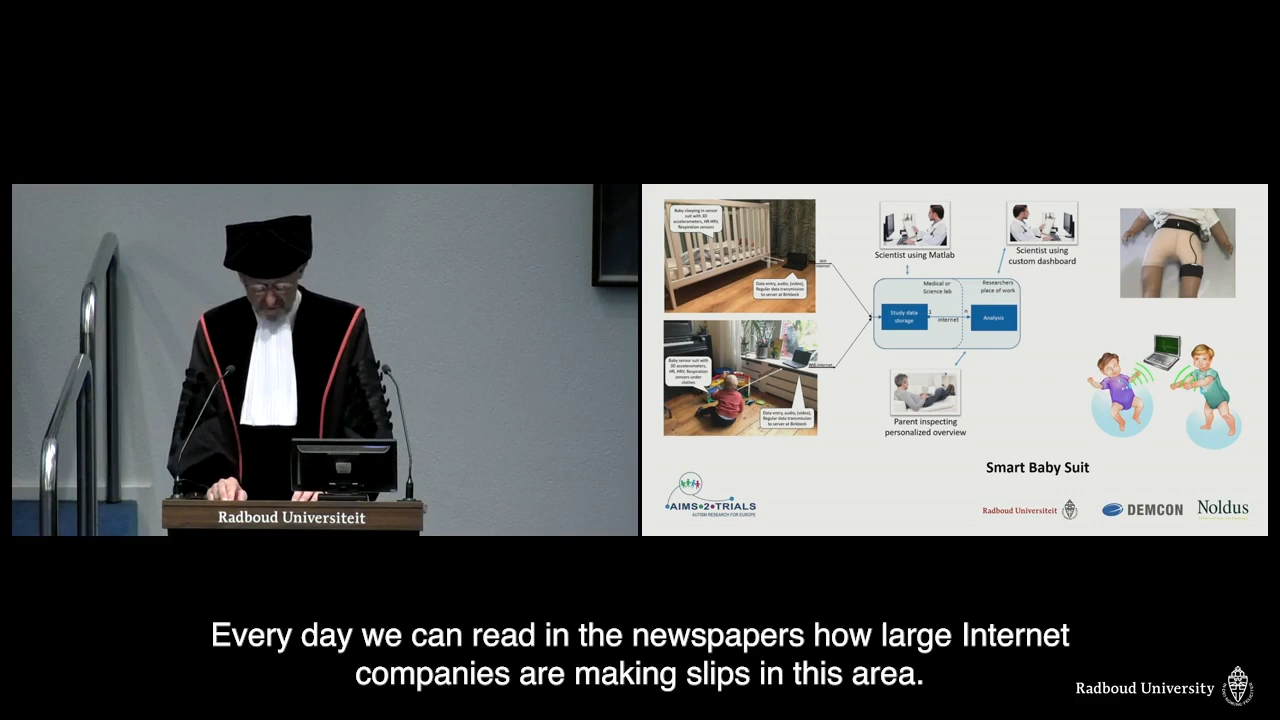 Radboud Universiteit
Baby sleeping in sensor
suit with 3D
accelerometers, HR HRV,
Respiration sensors
Data entry, audio, (video),
Regular data transmission
to server at Birkbeck
Baby sensor suit with
3D accelerometers,
HR, HRV, Respiration
sensors under
clothes
Data entry, audio, (video),
Regular data transmission
to server at Birkbeck
Scientist using Matlab
Scientist using
custom dashboard
Medical or
Science lab
Researchers
place of work
Study data
storage
internet
Analysis
Parent inspecting
personalized overview
Smart Baby Suit
AIMS•2•TRIALS
AUTISM RESEARCH FOR EUROPE
Radboud Universiteit
DEMCON
Noldus
Every day we can read in the newspapers how large Internet
companies are making slips in this area.
Radboud University